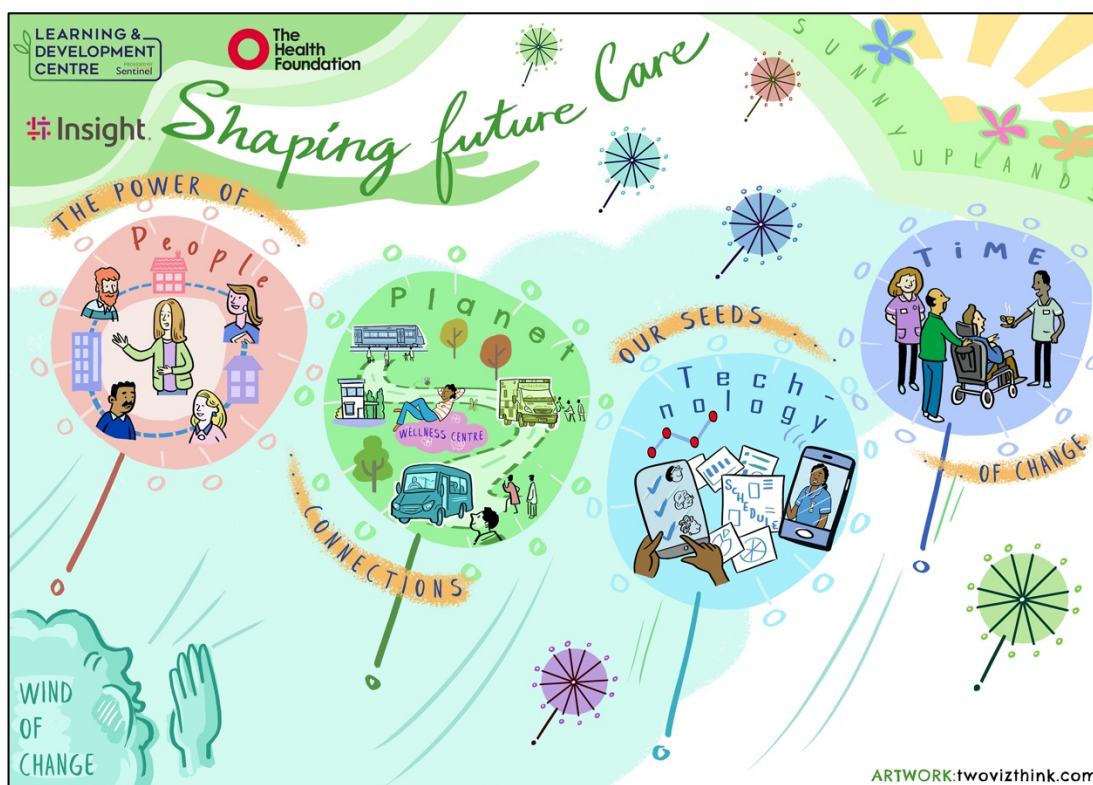 LEARNING &
DEVELOPMENT
CENTRE PROVIDED BY
Sentinel
The
Health
Foundation
Insight.
Shaping future Care
SUNNY
UPLANDS
THE POWER OF...
People
Planet
WELLNESS CENTRE
CONNECTIONS
OUR SEEDS...
Tech-
nology
SCHEDULE
TiME
...OF CHANGE
WIND
OF
CHANGE
ARTWORK:twovizthink.com